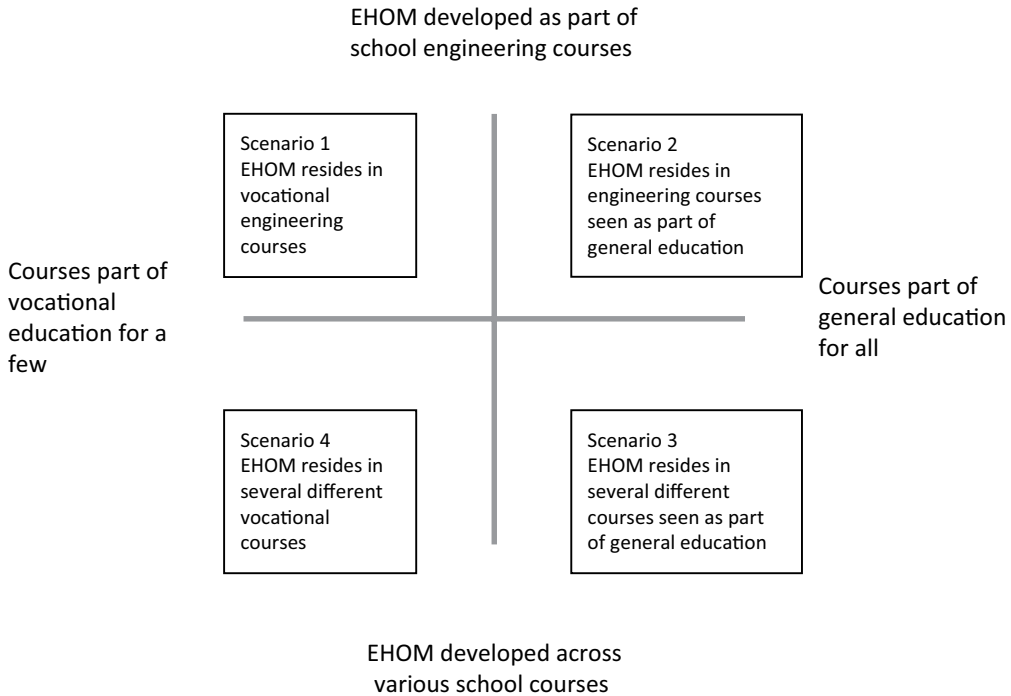 EHOM developed as part of
school engineering courses
Scenario 1
EHOM resides in
vocational
engineering
courses
Scenario 2
EHOM resides in
engineering courses
seen as part of
general education
Courses part of
vocational
education for a
few
Courses part of
general education
for all
Scenario 4
EHOM resides in
several different
vocational
courses
Scenario 3
EHOM resides in
several different
courses seen as part
of general education
EHOM developed across
various school courses